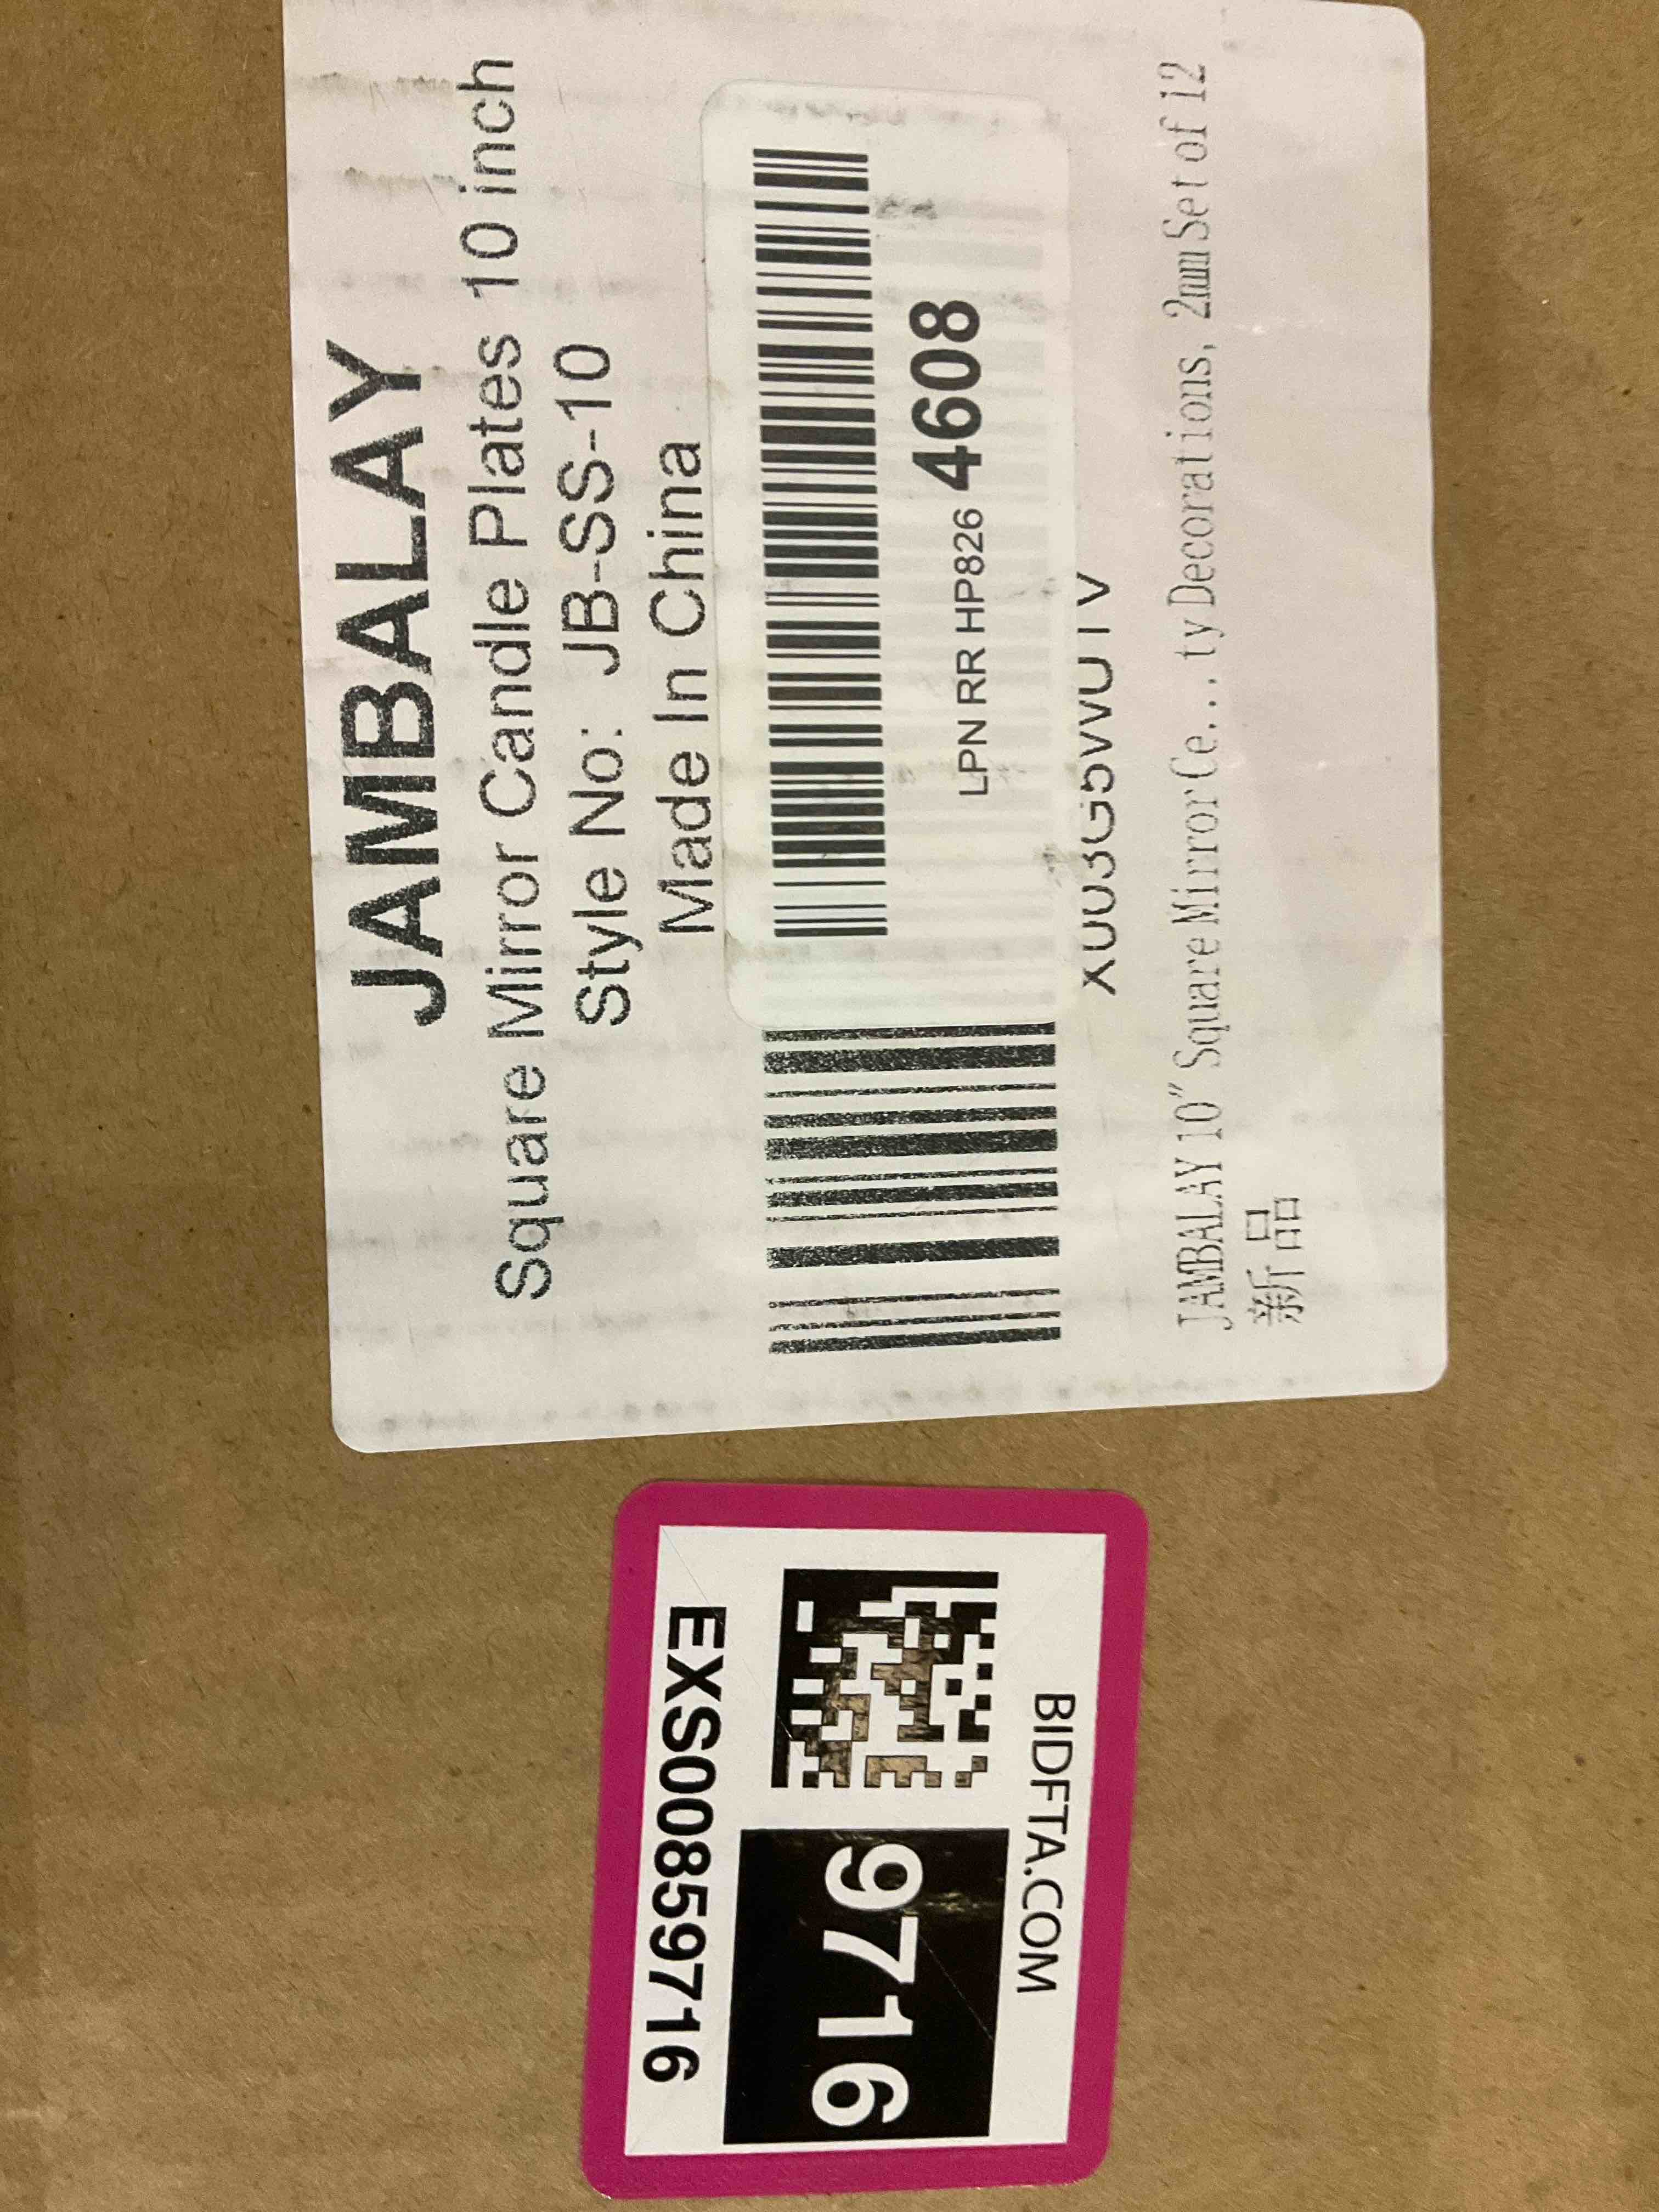 JAMBALAY
Square Mirror Candle Plates 10 inch
Style No: JB-SS-10
Made In China
LPN RR HP826 4608
JAMBALAY 10" Square Mirror Ce...ty Decorations, 2mm Set of 12
新品
EXS00859716
9716
BIDFTA.COM